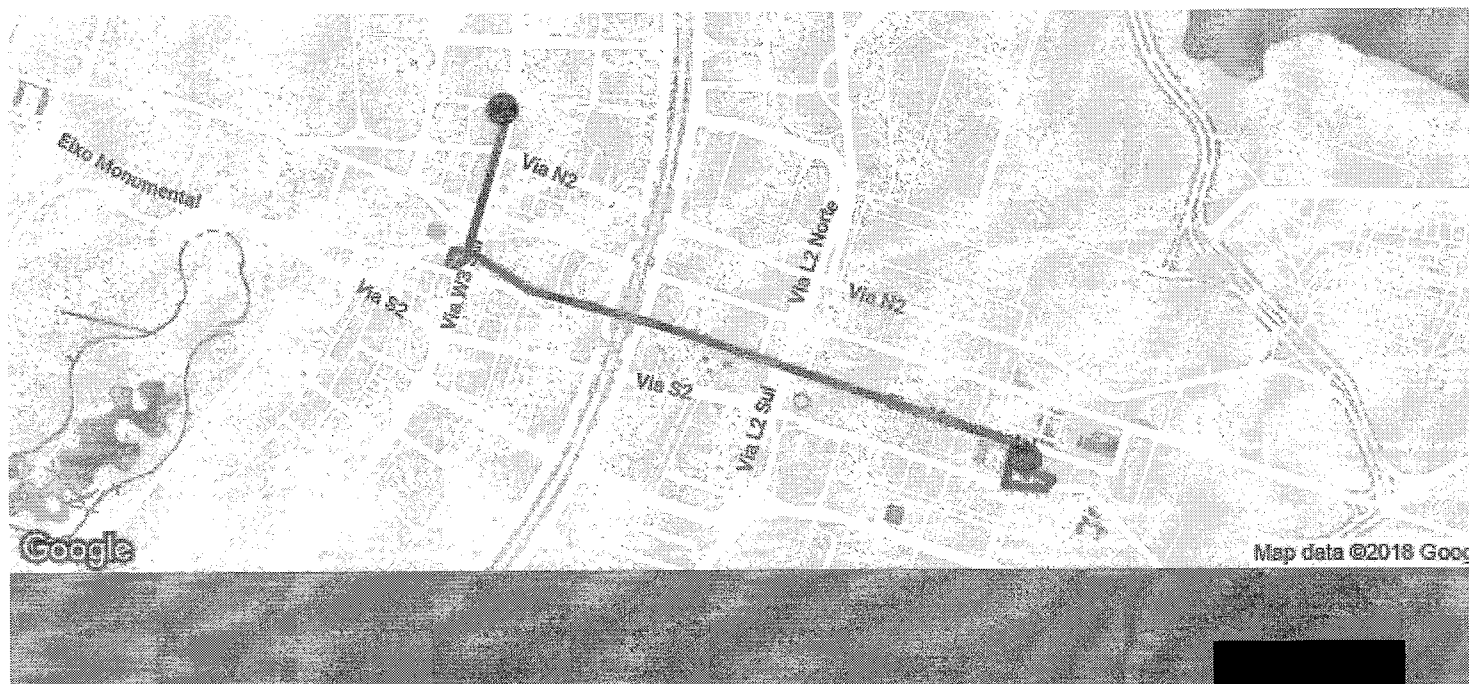 Eixo Monumental
Via N2
Via W3
Via S2
Via L2 Norte
Via N2
Via S2
Via L2 Sul
Google
Map data ©2018 Goog